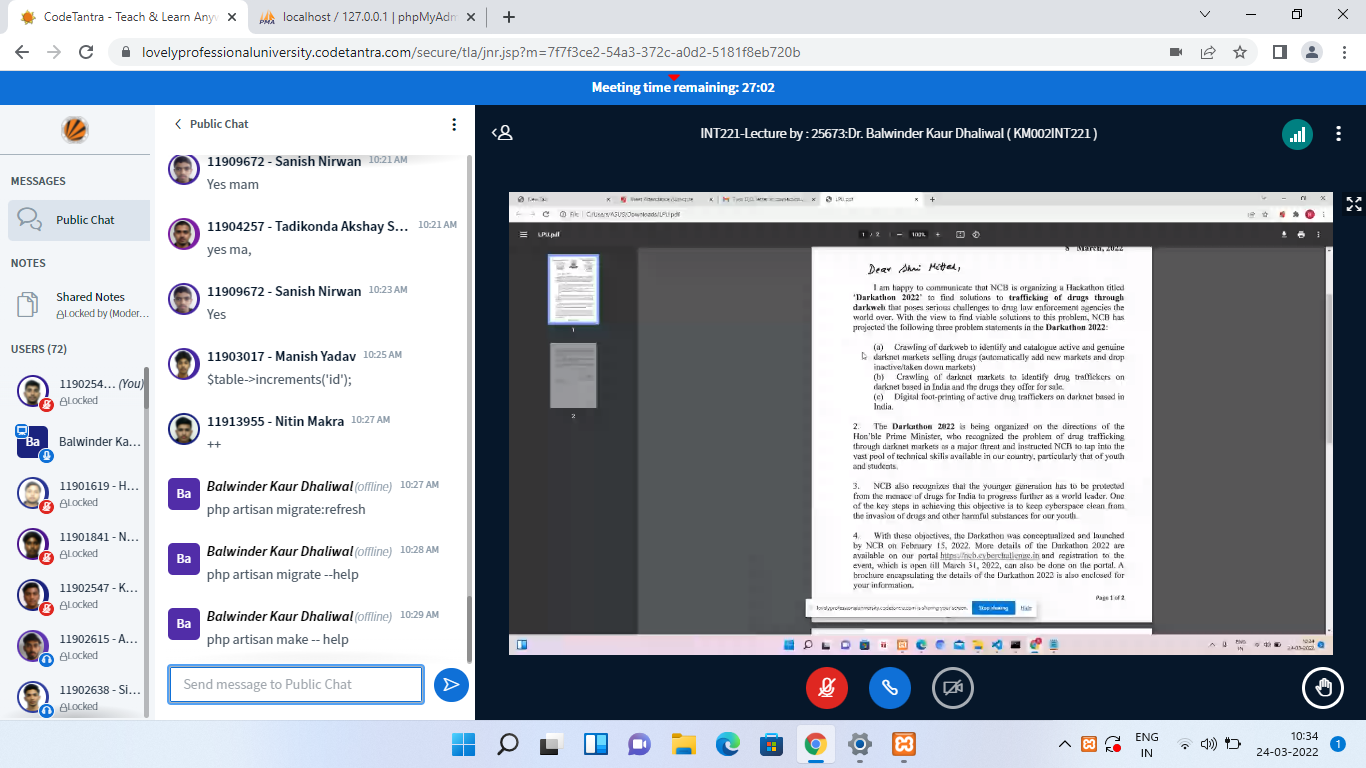 CodeTantra - Teach & Learn Anyw
localhost / 127.0.0.1 | phpMyAdm
lovelyprofessionaluniversity.codetantra.com/secure/tla/jnr.jsp?m=7f7f3ce2-54a3-372c-a0d2-5181f8eb720b
Meeting time remaining: 27:02
MESSAGES
Public Chat
NOTES
Shared Notes
Locked by (Moder...
USERS (72)
1190254... (You)
Locked
Ba
Balwinder Ka...
11901619 - H...
Locked
11901841 - N...
Locked
11902547 - K...
Locked
11902615 - A...
Locked
11902638 - Si...
Locked
Public Chat
11909672 - Sanish Nirwan 10:21 AM
Yes mam
11904257 - Tadikonda Akshay S... 10:21 AM
yes ma,
11909672 - Sanish Nirwan 10:23 AM
Yes
11903017 - Manish Yadav 10:25 AM
$table->increments('id');
11913955 - Nitin Makra 10:27 AM
++
Ba
Balwinder Kaur Dhaliwal (offline) 10:27 AM
php artisan migrate:refresh
Ba
Balwinder Kaur Dhaliwal (offline) 10:28 AM
php artisan migrate --help
Ba
Balwinder Kaur Dhaliwal (offline) 10:29 AM
php artisan make -- help
Send message to Public Chat
INT221-Lecture by : 25673:Dr. Balwinder Kaur Dhaliwal ( KM002INT221 )
LPU.pdf
File | C:/Users/ASUS/Downloads/LPU.pdf
LPU.pdf
1 / 2
100%
1
2
8 March, 2022
Dear Shri Mittal,
I am happy to communicate that NCB is organizing a Hackathon titled
'Darkathon 2022' to find solutions to trafficking of drugs through
darkweb that poses serious challenges to drug law enforcement agencies the
world over. With the view to find viable solutions to this problem, NCB has
projected the following three problem statements in the Darkathon 2022:
(a) Crawling of darkweb to identify and catalogue active and genuine
darknet markets selling drugs (automatically add new markets and drop
inactive/taken down markets)
(b) Crawling of darknet markets to identify drug traffickers on
darknet based in India and the drugs they offer for sale.
(c) Digital foot-printing of active drug traffickers on darknet based in
India.
2. The Darkathon 2022 is being organized on the directions of the
Hon'ble Prime Minister, who recognized the problem of drug trafficking
through darknet markets as a major threat and instructed NCB to tap into the
vast pool of technical skills available in our country, particularly that of youth
and students.
3. NCB also recognizes that the younger generation has to be protected
from the menace of drugs for India to progress further as a world leader. One
of the key steps in achieving this objective is to keep cyberspace clean from
the invasion of drugs and other harmful substances for our youth.
4. With these objectives, the Darkathon was conceptualized and launched
by NCB on February 15, 2022. More details of the Darkathon 2022 are
available on our portal https://ncb.cyberchallenge.in and registration to the
event, which is open till March 31, 2022, can also be done on the portal. A
brochure encapsulating the details of the Darkathon 2022 is also enclosed for
your information.
Page 1 of 2
lovelyprofessionaluniversity.codetantra.com is sharing your screen.
Stop sharing
Hide
10:34
24-03-2022
ENG
IN
10:34
24-03-2022
1